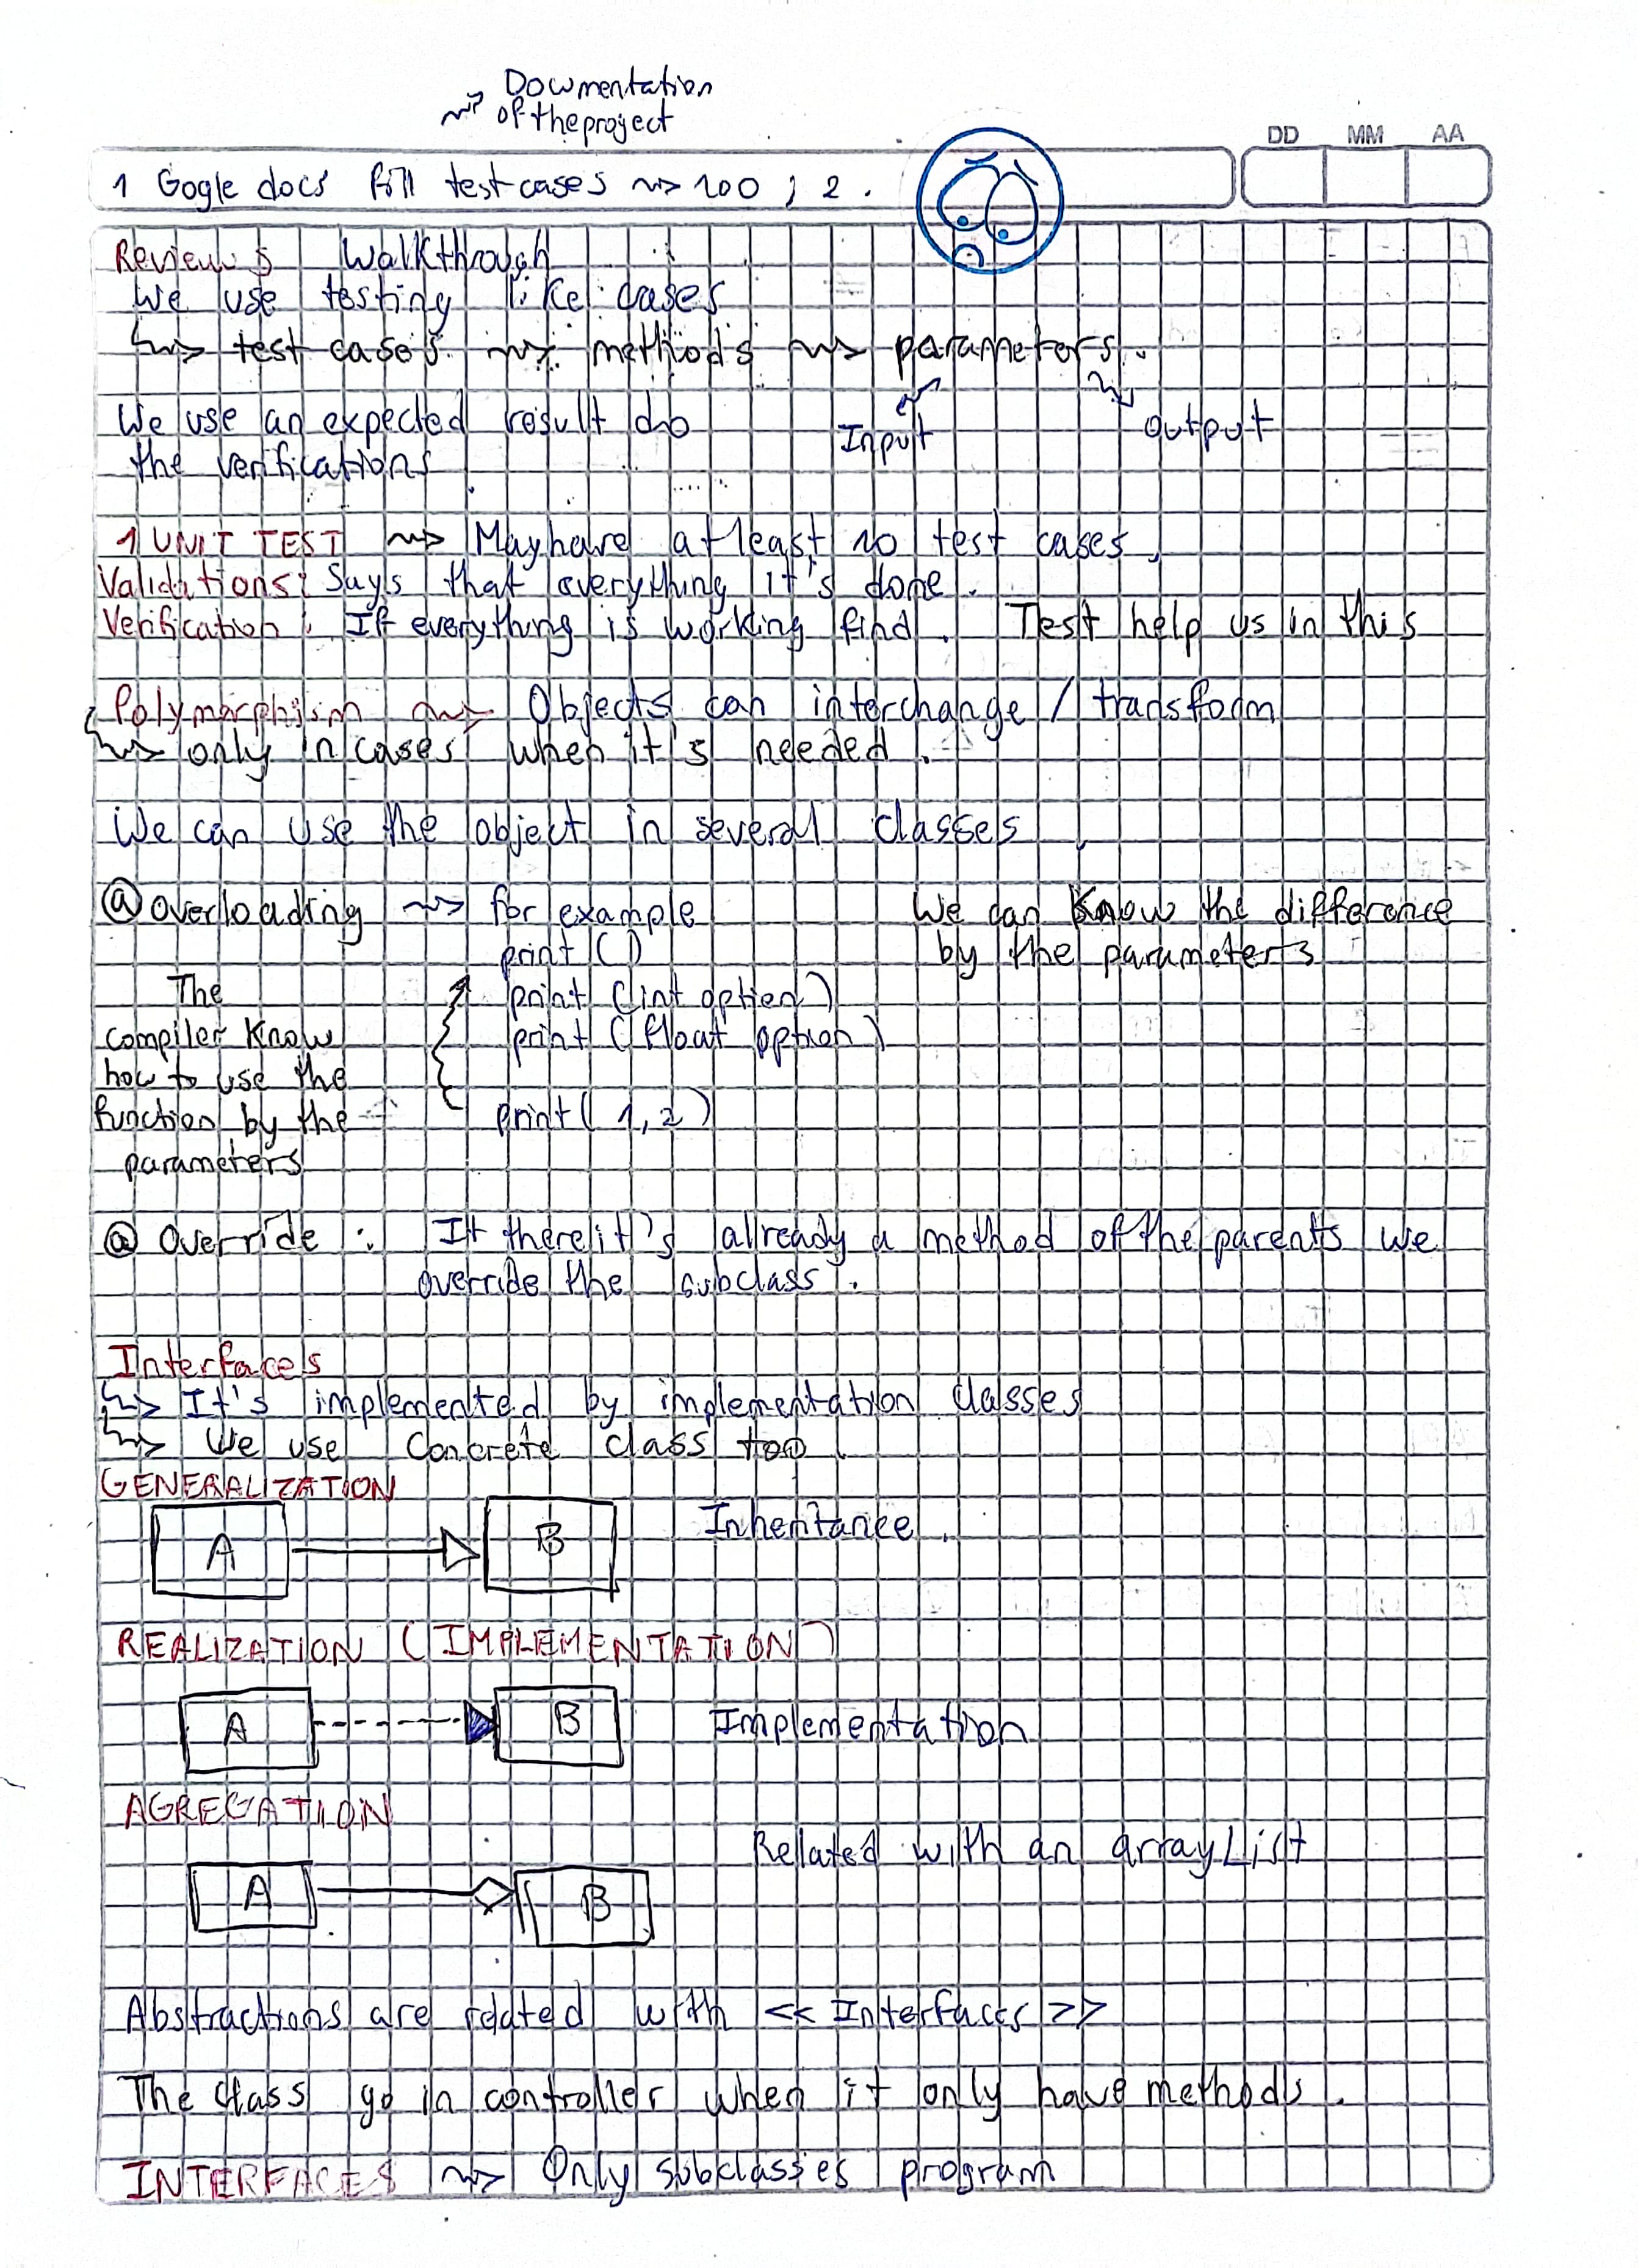 Documentation
of the project
DD MM AA
1 Gogle docs fill test cases ~> 100 ; 2 .
Reviews Walkthrough
We use testing like cases
~> test cases ~> methods ~> parameters.
Input Output
We use an expected result do
the verifications
1 UNIT TEST ~> May have at least 10 test cases,
Validations: Says that everything it's done.
Verification: If everything is working find. Test help us in this
Polymorphism ~> Objects can interchange / transform
~> only in cases when it's needed.
We can use the object in several classes
@ overloading ~> for example
print ()
print (int option)
print (float option)
print (1, 2)
We can Know the difference
by the parameters
The
compiler Know
how to use the
function by the
parameters
@ Override : If there it's already a method of the parents we
override the subclass.
Interfaces
~> It's implemented by implementation classes
~> We use Concrete class too
GENERALIZATION
A B Inheritance.
REALIZATION (IMPLEMENTATION)
A B Implementation
AGREGATION
Rellated with an arrayList
A B
Abstractions are related with << Interfaces >>
The class go in controller when it only have methods.
INTERFACES ~> Only subclasses program